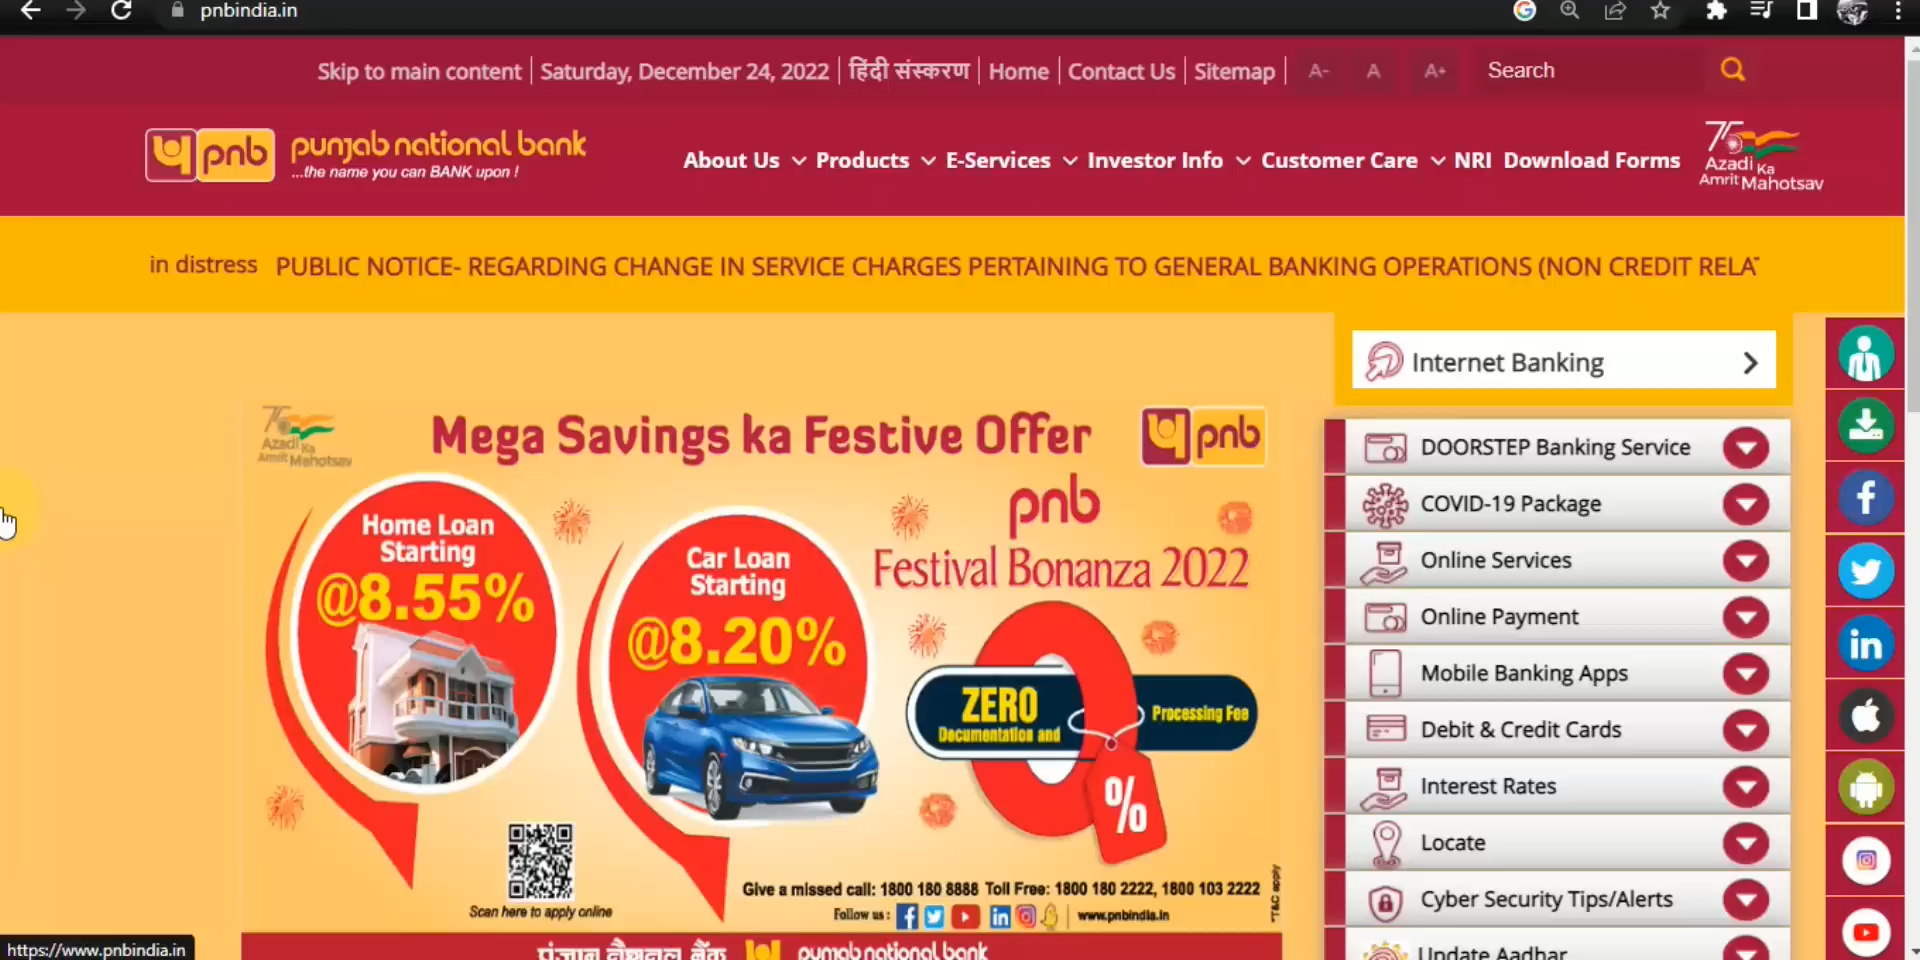 pnbindia.in
Skip to main content
Saturday, December 24, 2022
हिंदी संस्करण
Home
Contact Us
Sitemap
A-
A
A+
Search
pnb
punjab national bank
...the name you can BANK upon !
About Us
Products
E-Services
Investor Info
Customer Care
NRI
Download Forms
75
Azadi Ka
Amrit Mahotsav
in distress
PUBLIC NOTICE- REGARDING CHANGE IN SERVICE CHARGES PERTAINING TO GENERAL BANKING OPERATIONS (NON CREDIT RELAT
Internet Banking
75
Azadi Ka
Amrit Mahotsav
Mega Savings ka Festive Offer
pnb
Home Loan
Starting
@8.55%
Car Loan
Starting
@8.20%
pnb
Festival Bonanza 2022
ZERO
Documentation and
Processing Fee
%
Scan here to apply online
Give a missed call: 1800 180 8888 Toll Free: 1800 180 2222, 1800 103 2222
Follow us :
www.pnbindia.in
*T&C apply
पंजाब नैशनल बैंक
punjab national bank
DOORSTEP Banking Service
COVID-19 Package
Online Services
Online Payment
Mobile Banking Apps
Debit & Credit Cards
Interest Rates
Locate
Cyber Security Tips/Alerts
Update Aadhar
https://www.pnbindia.in